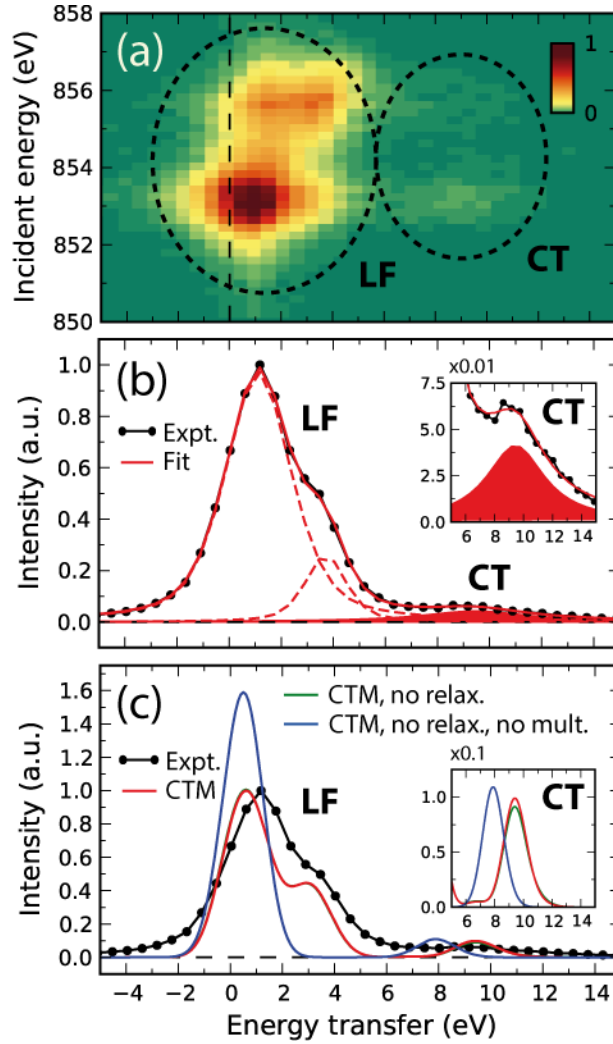 858
856
854
852
850
Incident energy (eV)
(a)
1
0
LF
CT
(b)
1.0
0.8
0.6
0.4
0.2
0.0
Intensity (a.u.)
Expt.
Fit
LF
CT
x0.01
7.5
5.0
2.5
0.0
6 8 10 12 14
CT
(c)
CTM, no relax.
CTM, no relax., no mult.
1.6
1.4
1.2
1.0
0.8
0.6
0.4
0.2
0.0
Intensity (a.u.)
Expt.
CTM
LF
x0.1
1.0
0.5
0.0
6 8 10 12 14
CT
−4 −2 0 2 4 6 8 10 12 14
Energy transfer (eV)